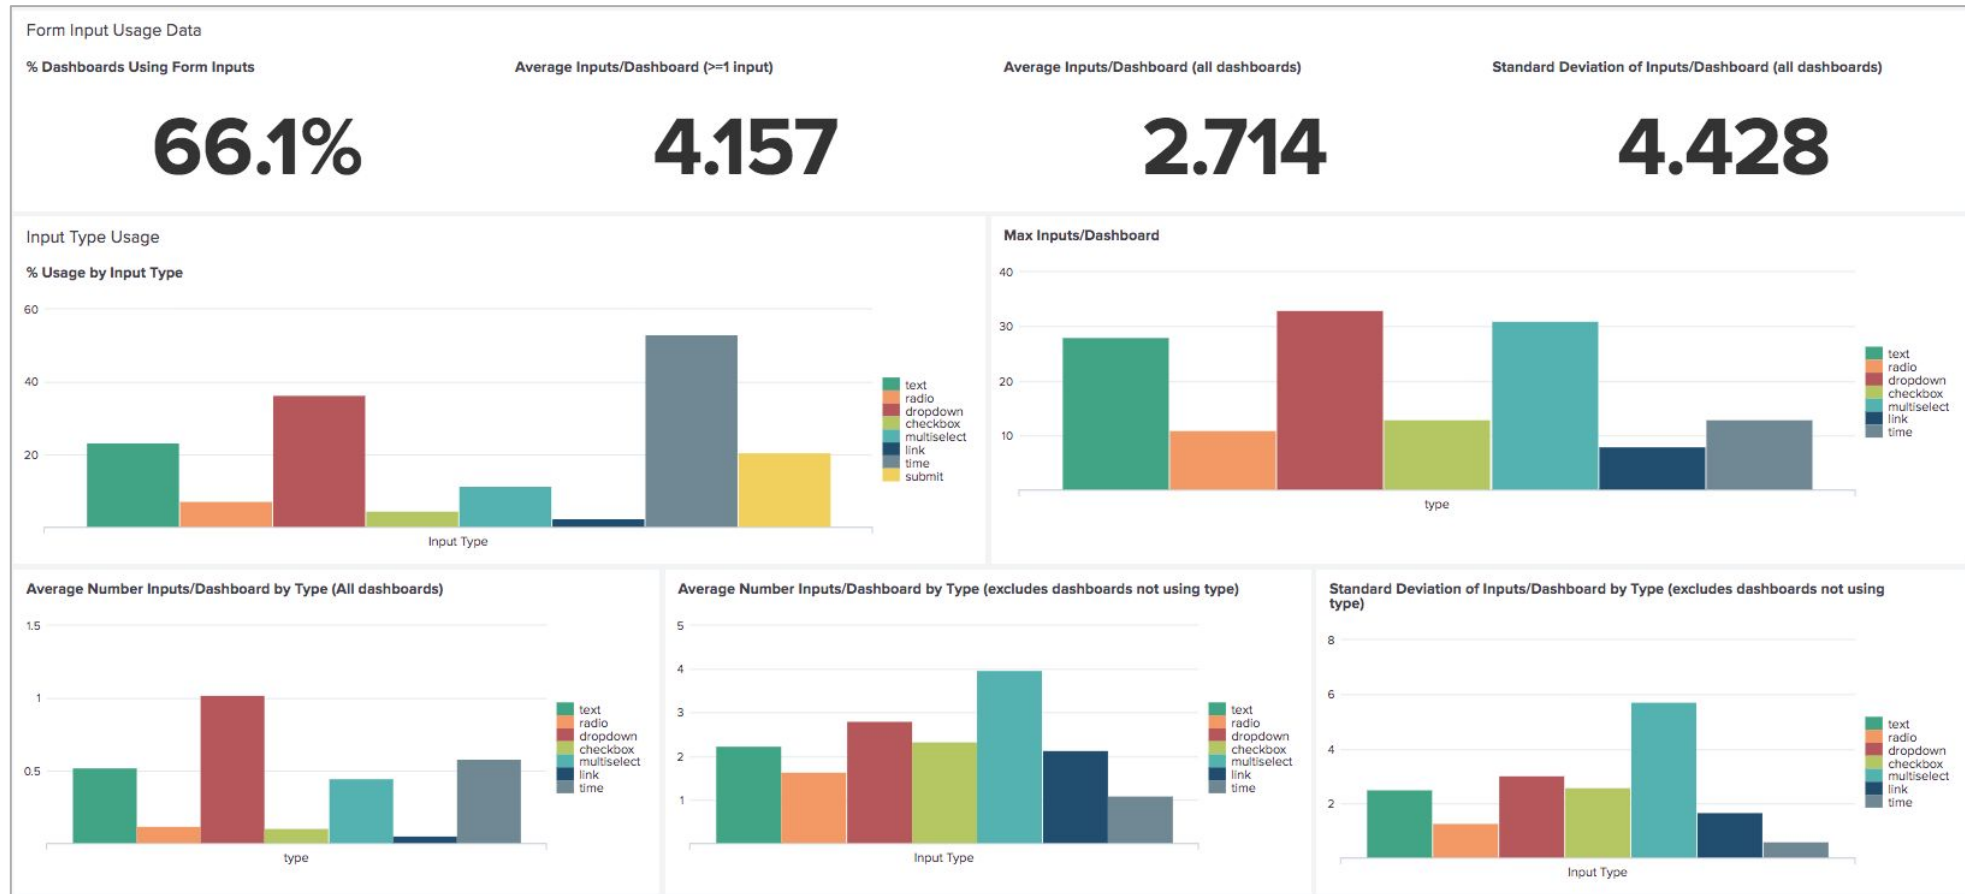 Form Input Usage Data
% Dashboards Using Form Inputs
66.1%
Average Inputs/Dashboard (>=1 input)
4.157
Average Inputs/Dashboard (all dashboards)
2.714
Standard Deviation of Inputs/Dashboard (all dashboards)
4.428
Input Type Usage
% Usage by Input Type
60
40
20
Input Type
text
radio
dropdown
checkbox
multiselect
link
time
submit
Max Inputs/Dashboard
40
30
20
10
type
text
radio
dropdown
checkbox
multiselect
link
time
Average Number Inputs/Dashboard by Type (All dashboards)
1.5
1
0.5
type
text
radio
dropdown
checkbox
multiselect
link
time
Average Number Inputs/Dashboard by Type (excludes dashboards not using type)
5
4
3
2
1
Input Type
text
radio
dropdown
checkbox
multiselect
link
time
Standard Deviation of Inputs/Dashboard by Type (excludes dashboards not using
type)
8
6
4
2
Input Type
text
radio
dropdown
checkbox
multiselect
link
time